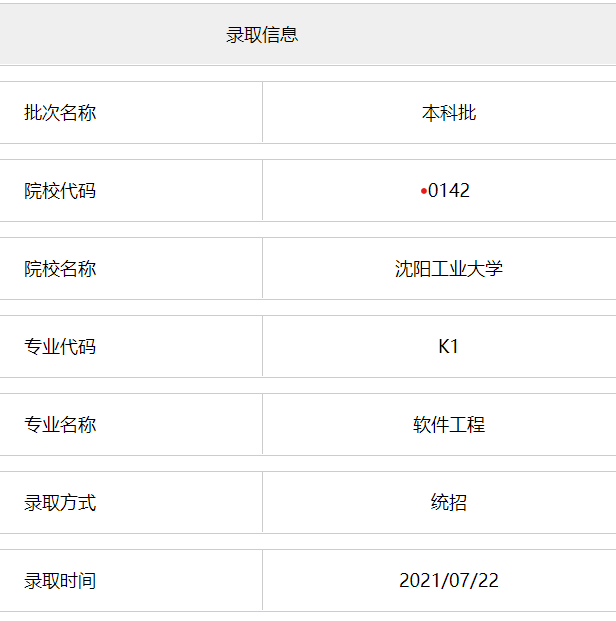 录取信息
批次名称 本科批
院校代码 0142
院校名称 沈阳工业大学
专业代码 K1
专业名称 软件工程
录取方式 统招
录取时间 2021/07/22